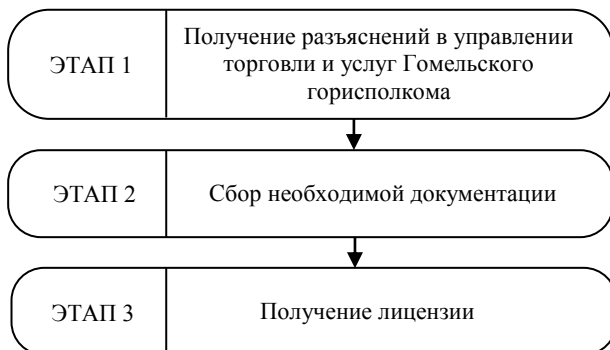 ЭТАП 1
Получение разъяснений в управлении
торговли и услуг Гомельского
горисполкома
ЭТАП 2
Сбор необходимой документации
ЭТАП 3
Получение лицензии